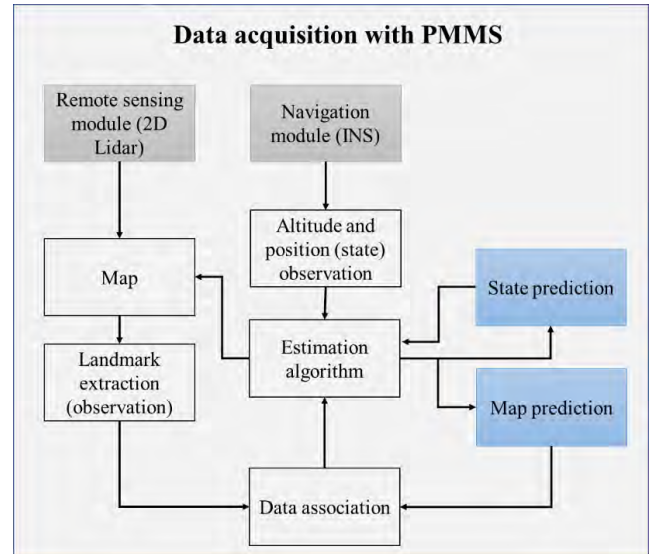 Data acquisition with PMMS
Remote sensing
module (2D
Lidar)
Navigation
module (INS)
Altitude and
position (state)
observation
Map
State prediction
Estimation
algorithm
Landmark
extraction
(observation)
Map prediction
Data association